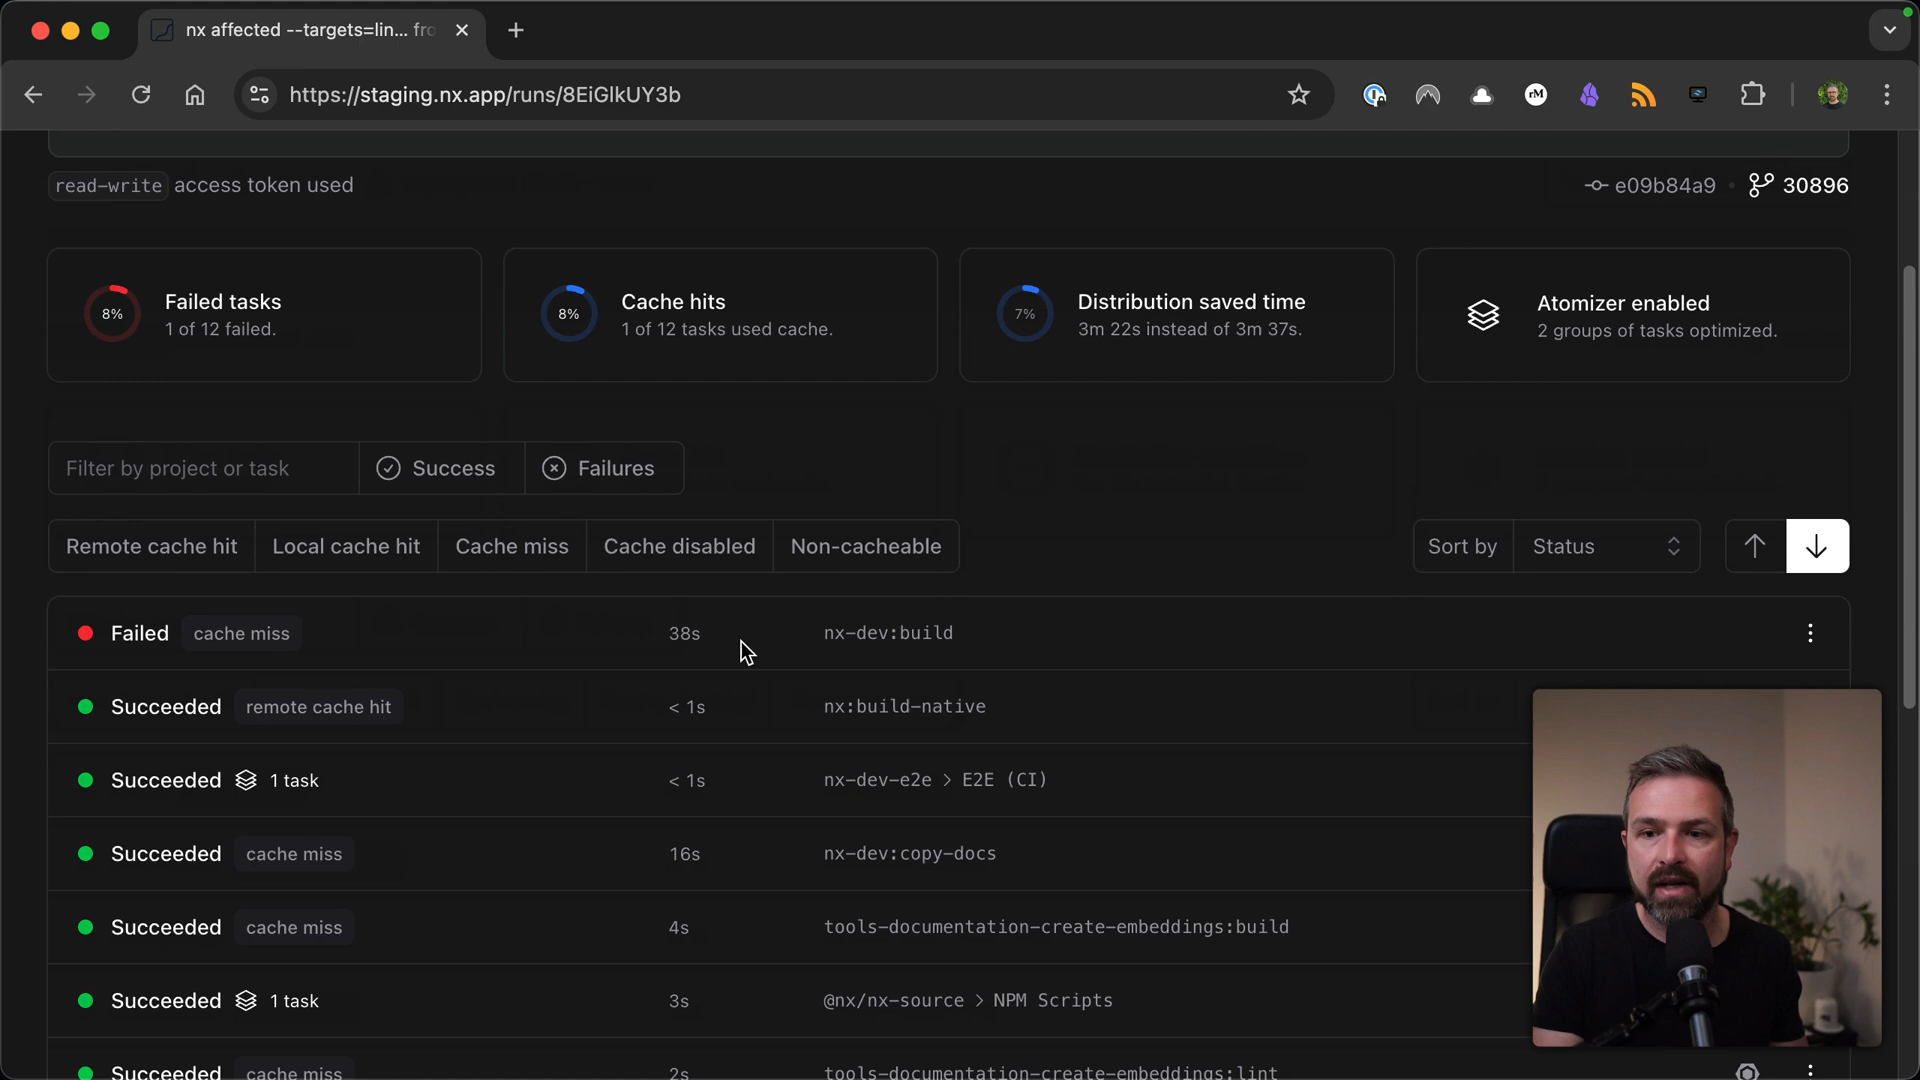 nx affected --targets=lin... fro
https://staging.nx.app/runs/8EiGlkUY3b
rM
read-write access token used
e09b84a9 30896
8% Failed tasks
1 of 12 failed.
8% Cache hits
1 of 12 tasks used cache.
7% Distribution saved time
3m 22s instead of 3m 37s.
Atomizer enabled
2 groups of tasks optimized.
Filter by project or task Success Failures
Remote cache hit Local cache hit Cache miss Cache disabled Non-cacheable Sort by Status
Failed cache miss 38s nx-dev:build
Succeeded remote cache hit < 1s nx:build-native
Succeeded 1 task < 1s nx-dev-e2e > E2E (CI)
Succeeded cache miss 16s nx-dev:copy-docs
Succeeded cache miss 4s tools-documentation-create-embeddings:build
Succeeded 1 task 3s @nx/nx-source > NPM Scripts
Succeeded cache miss 2s tools-documentation-create-embeddings:lint